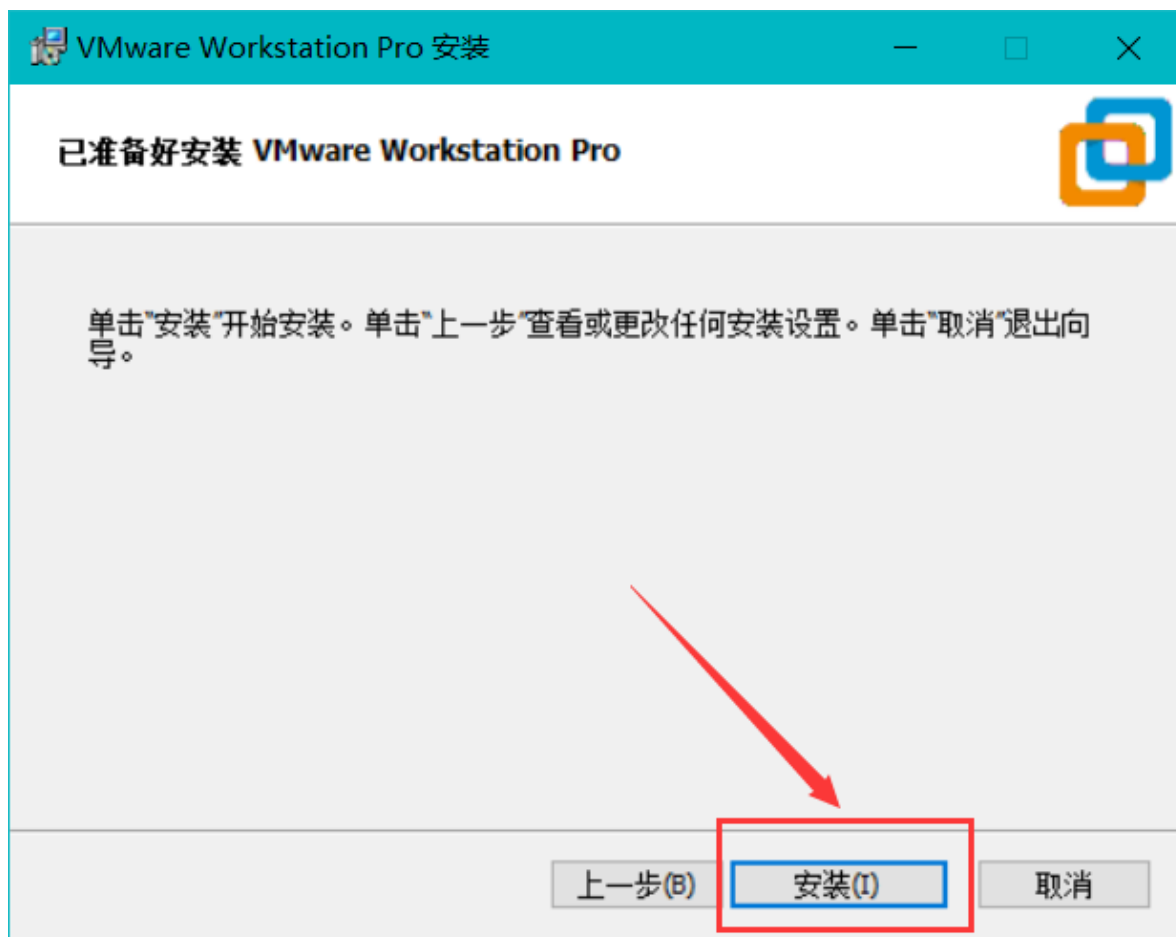 VMware Workstation Pro 安装
已准备好安装 VMware Workstation Pro
单击"安装"开始安装。单击"上一步"查看或更改任何安装设置。单击"取消"退出向
导。
上一步(B) 安装(I) 取消